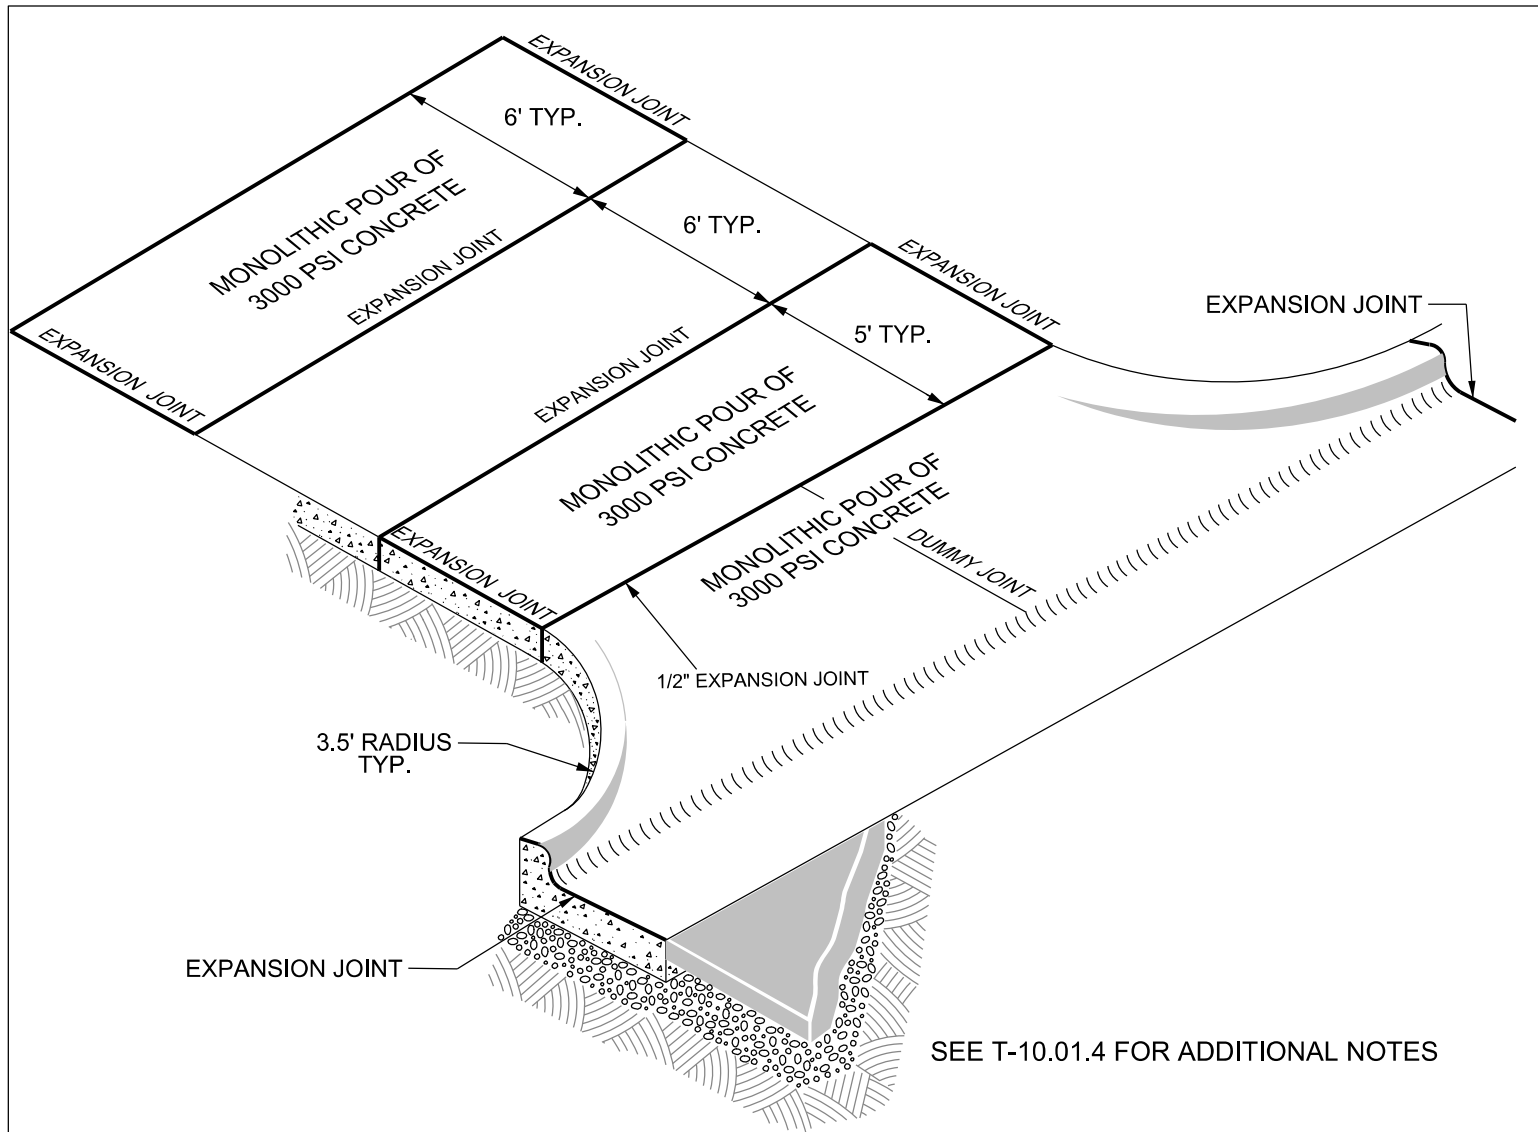 EXPANSION JOINT
6' TYP.
MONOLITHIC POUR OF
3000 PSI CONCRETE
EXPANSION JOINT
6' TYP.
EXPANSION JOINT
EXPANSION JOINT
EXPANSION JOINT
5' TYP.
EXPANSION JOINT
EXPANSION JOINT
MONOLITHIC POUR OF
3000 PSI CONCRETE
MONOLITHIC POUR OF
3000 PSI CONCRETE
DUMMY JOINT
EXPANSION JOINT
1/2" EXPANSION JOINT
3.5' RADIUS
TYP.
EXPANSION JOINT
SEE T-10.01.4 FOR ADDITIONAL NOTES